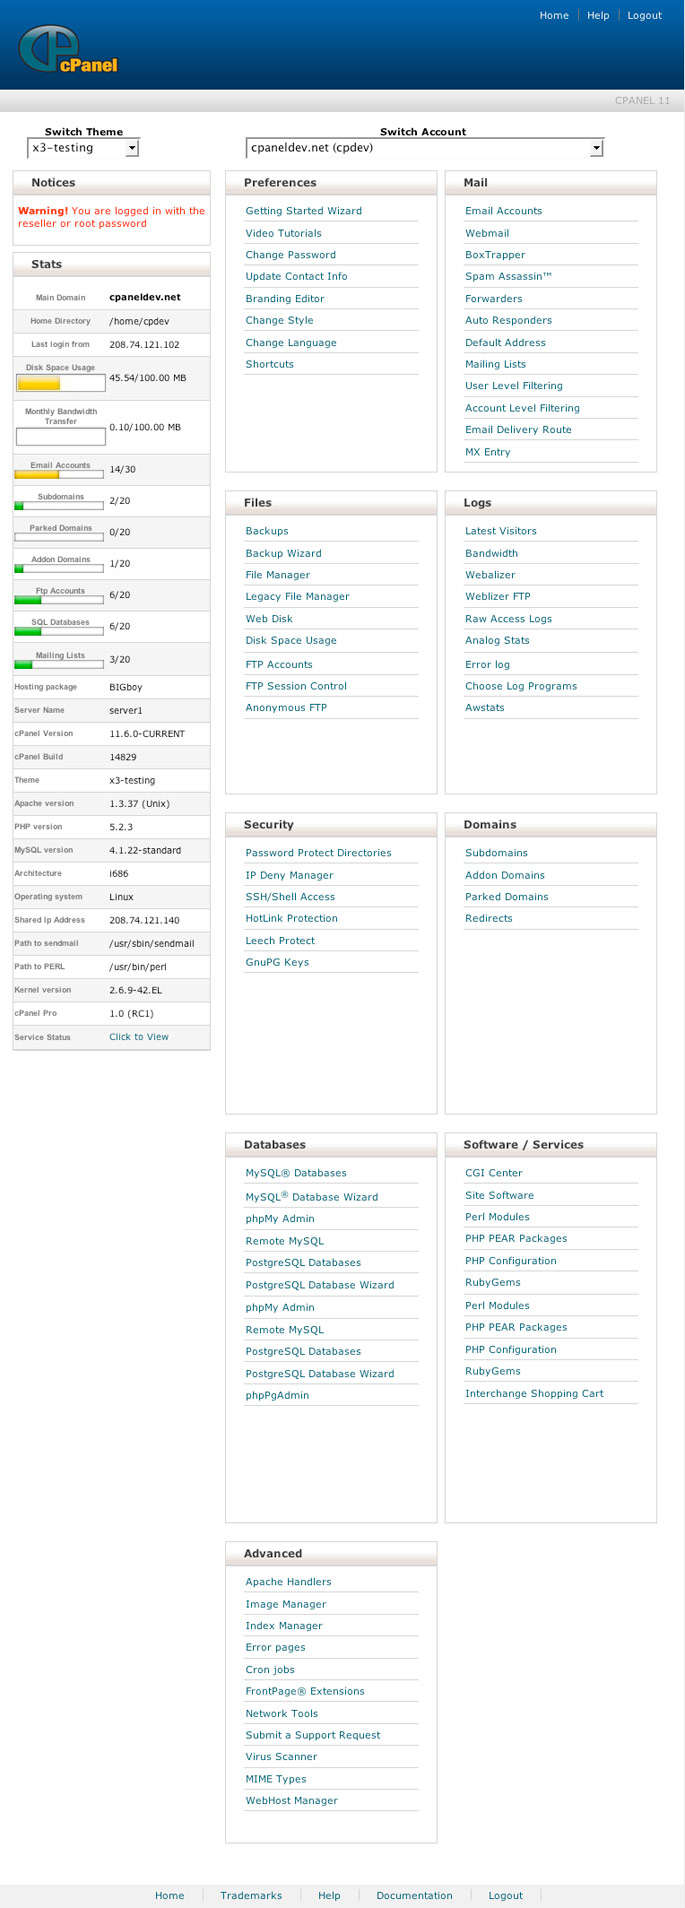 Home
Help
Logout
cPanel
CPANEL 11
Switch Theme
x3-testing
Switch Account
cpaneldev.net (cpdev)
Notices
Warning! You are logged in with the
reseller or root password
Stats
Main Domain cpaneldev.net
Home Directory /home/cpdev
Last login from 208.74.121.102
Disk Space Usage
45.54/100.00 MB
Monthly Bandwidth
Transfer
0.10/100.00 MB
Email Accounts
14/30
Subdomains
2/20
Parked Domains
0/20
Addon Domains
1/20
Ftp Accounts
6/20
SQL Databases
6/20
Mailing Lists
3/20
Hosting package BIGboy
Server Name server1
cPanel Version 11.6.0-CURRENT
cPanel Build 14829
Theme x3-testing
Apache version 1.3.37 (Unix)
PHP version 5.2.3
MySQL version 4.1.22-standard
Architecture i686
Operating system Linux
Shared Ip Address 208.74.121.140
Path to sendmail /usr/sbin/sendmail
Path to PERL /usr/bin/perl
Kernel version 2.6.9-42.EL
cPanel Pro 1.0 (RC1)
Service Status Click to View
Preferences
Getting Started Wizard
Video Tutorials
Change Password
Update Contact Info
Branding Editor
Change Style
Change Language
Shortcuts
Mail
Email Accounts
Webmail
BoxTrapper
Spam Assassin™
Forwarders
Auto Responders
Default Address
Mailing Lists
User Level Filtering
Account Level Filtering
Email Delivery Route
MX Entry
Files
Backups
Backup Wizard
File Manager
Legacy File Manager
Web Disk
Disk Space Usage
FTP Accounts
FTP Session Control
Anonymous FTP
Logs
Latest Visitors
Bandwidth
Webalizer
Weblizer FTP
Raw Access Logs
Analog Stats
Error log
Choose Log Programs
Awstats
Security
Password Protect Directories
IP Deny Manager
SSH/Shell Access
HotLink Protection
Leech Protect
GnuPG Keys
Domains
Subdomains
Addon Domains
Parked Domains
Redirects
Databases
MySQL® Databases
MySQL® Database Wizard
phpMy Admin
Remote MySQL
PostgreSQL Databases
PostgreSQL Database Wizard
phpMy Admin
Remote MySQL
PostgreSQL Databases
PostgreSQL Database Wizard
phpPgAdmin
Software / Services
CGI Center
Site Software
Perl Modules
PHP PEAR Packages
PHP Configuration
RubyGems
Perl Modules
PHP PEAR Packages
PHP Configuration
RubyGems
Interchange Shopping Cart
Advanced
Apache Handlers
Image Manager
Index Manager
Error pages
Cron jobs
FrontPage® Extensions
Network Tools
Submit a Support Request
Virus Scanner
MIME Types
WebHost Manager
Home
Trademarks
Help
Documentation
Logout